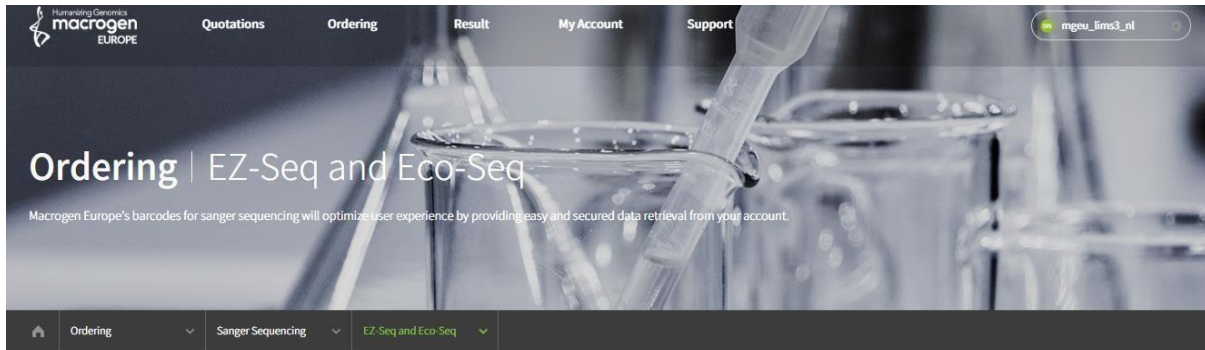 Humanizing Genomics
macrogen
EUROPE
Quotations Ordering Result My Account Support
DN mgeu_lims3_nl
Ordering | EZ-Seq and Eco-Seq
Macrogen Europe's barcodes for sanger sequencing will optimize user experience by providing easy and secured data retrieval from your account.
Ordering Sanger Sequencing EZ-Seq and Eco-Seq